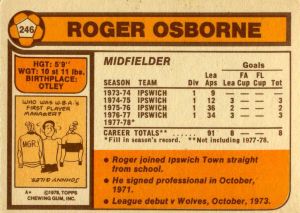 246
ROGER OSBORNE
HGT: 5'9"
WGT: 10 st 11 lbs.
BIRTHPLACE:
OTLEY
MIDFIELDER
Goals
Lea FA FL
SEASON TEAM Div Aps Lea Cup Cup Tot
1973-74 IPSWICH 1 9 — — — —
1974-75 IPSWICH 1 12 3 — — 3
1975-76 IPSWICH 1 36 2 — — 2
1976-77 IPSWICH 1 34 3 — — 3
1977-78*
CAREER TOTALS** 91 8 — — 8
*Fill in season's record. **Not including 1977-78.
WHO WAS W.B.A.'s
FIRST PLAYER
MANAGER?
MGR.
JOHNNY GILES
A* ©1978, TOPPS
CHEWING GUM, INC.
• Roger joined Ipswich Town straight
from school.
• He signed professional in October,
1971.
• League debut v Wolves, October, 1973.